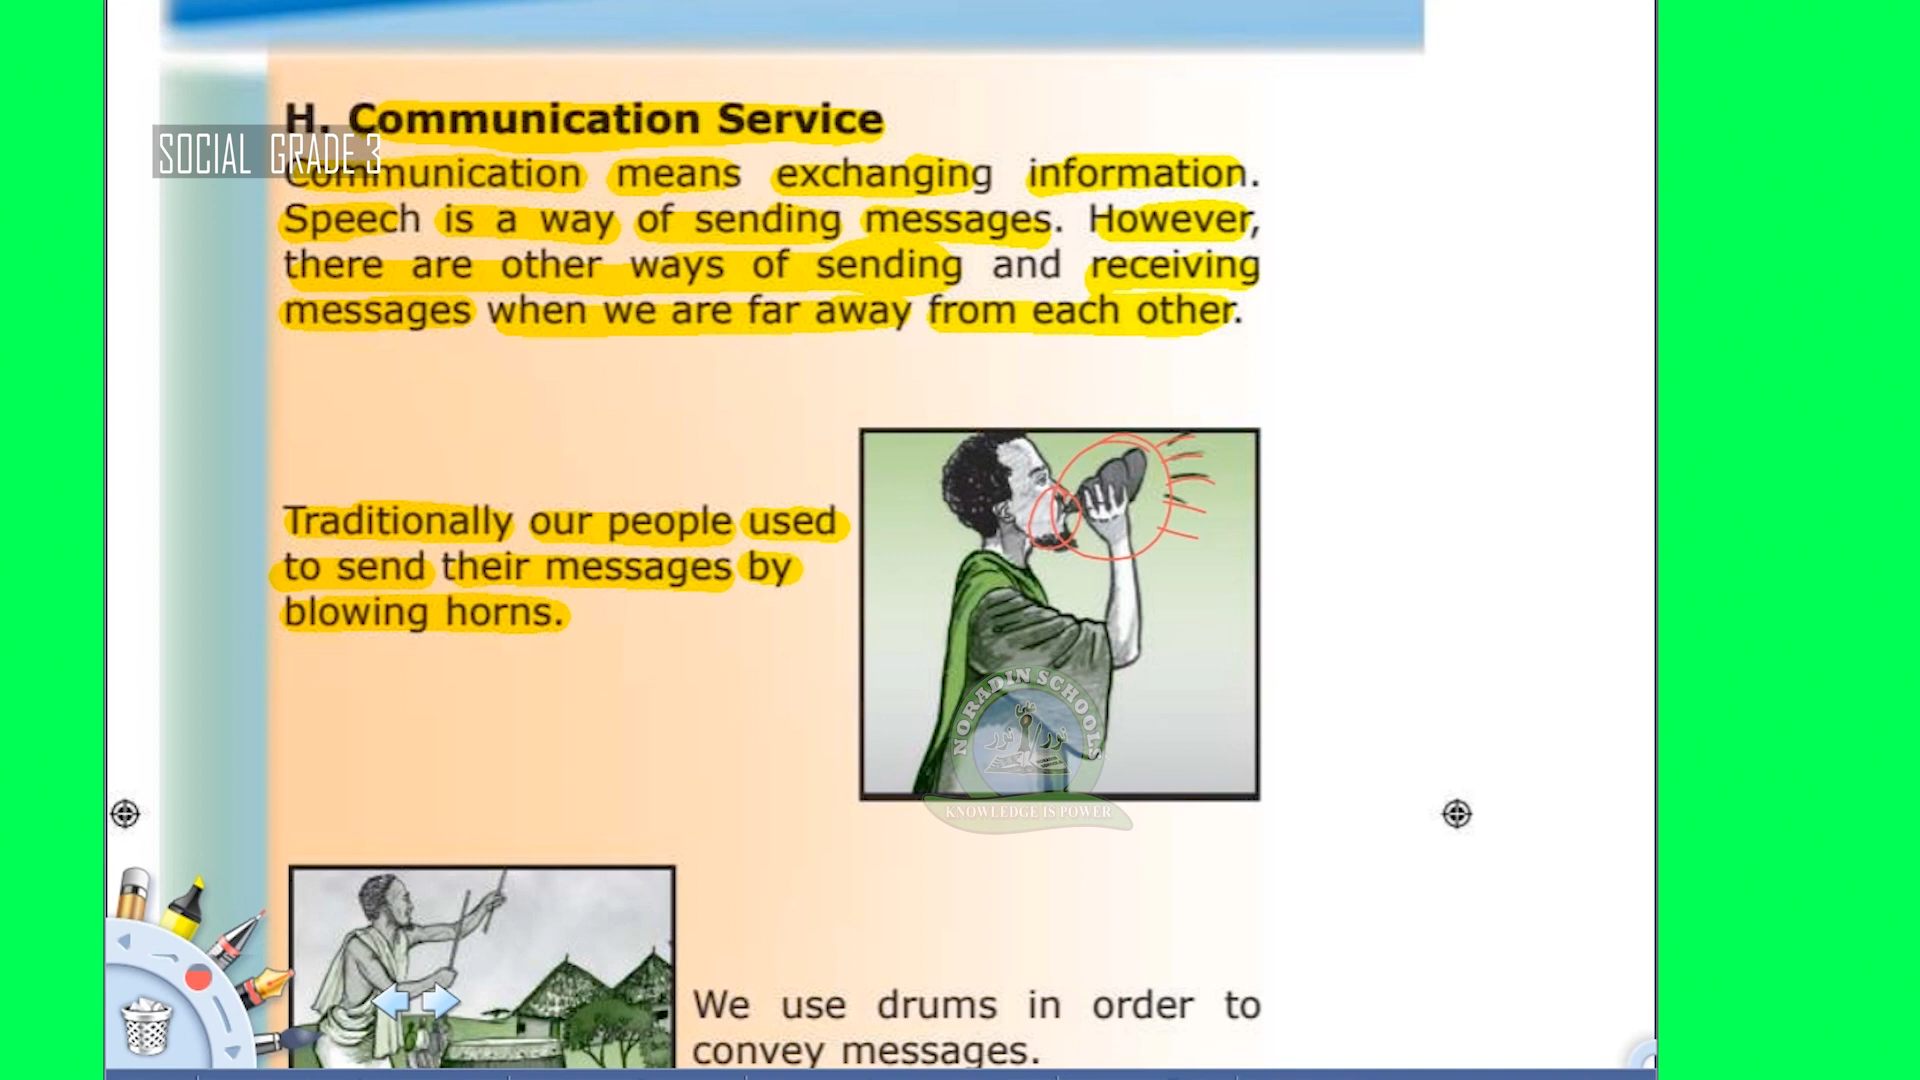 H. Communication Service
SOCIAL GRADE 3
Communication means exchanging information.
Speech is a way of sending messages. However,
there are other ways of sending and receiving
messages when we are far away from each other.
Traditionally our people used
to send their messages by
blowing horns.
NORADIN SCHOOLS
KNOWLEDGE IS POWER
We use drums in order to
convey messages.